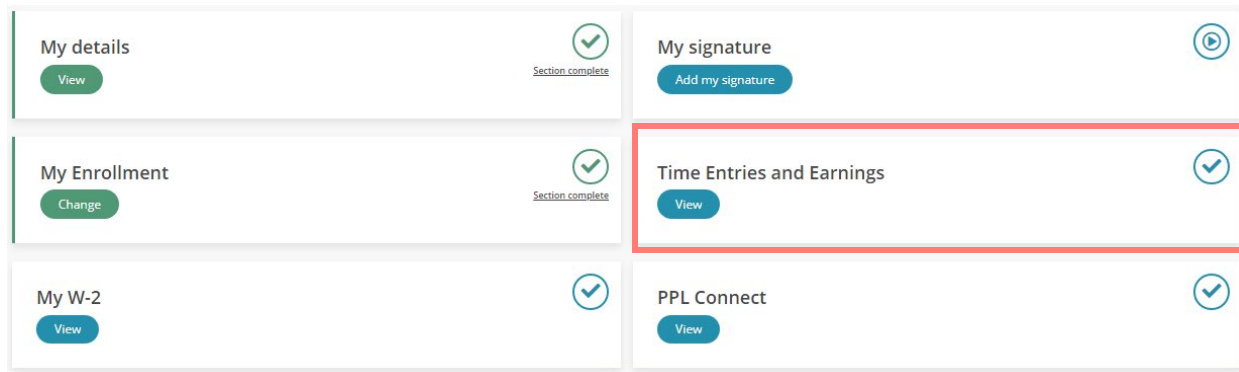 My details
View
Section complete
My signature
Add my signature
My Enrollment
Change
Section complete
Time Entries and Earnings
View
My W-2
View
PPL Connect
View